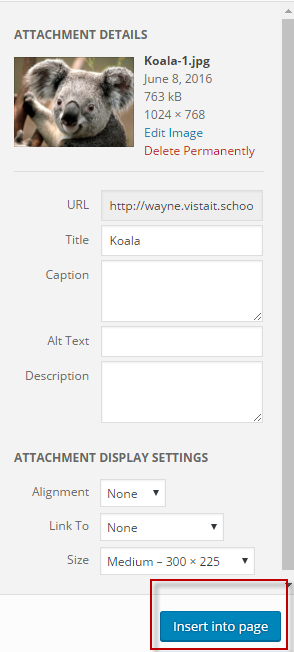 ATTACHMENT DETAILS
Koala-1.jpg
June 8, 2016
763 kB
1024 × 768
Edit Image
Delete Permanently
URL http://wayne.vistait.schoo
Title Koala
Caption
Alt Text
Description
ATTACHMENT DISPLAY SETTINGS
Alignment None
Link To None
Size Medium – 300 × 225
Insert into page